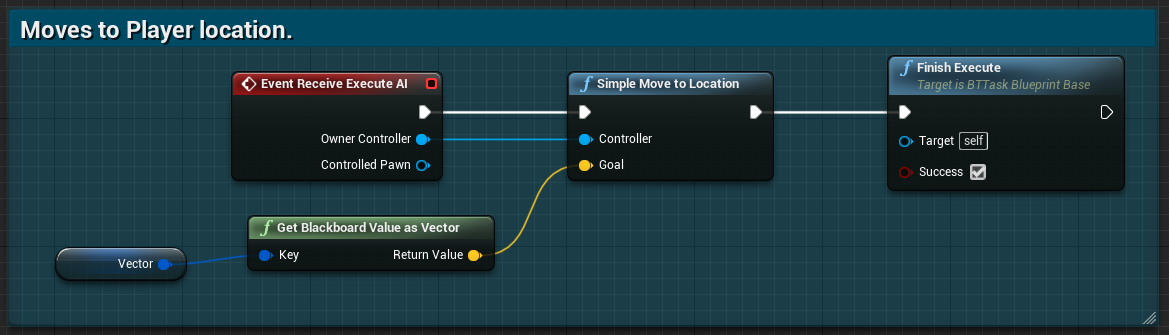 Moves to Player location.
Event Receive Execute AI
Owner Controller
Controlled Pawn
Simple Move to Location
Controller
Goal
Finish Execute
Target is BTTask Blueprint Base
Target self
Success
Get Blackboard Value as Vector
Key Return Value
Vector